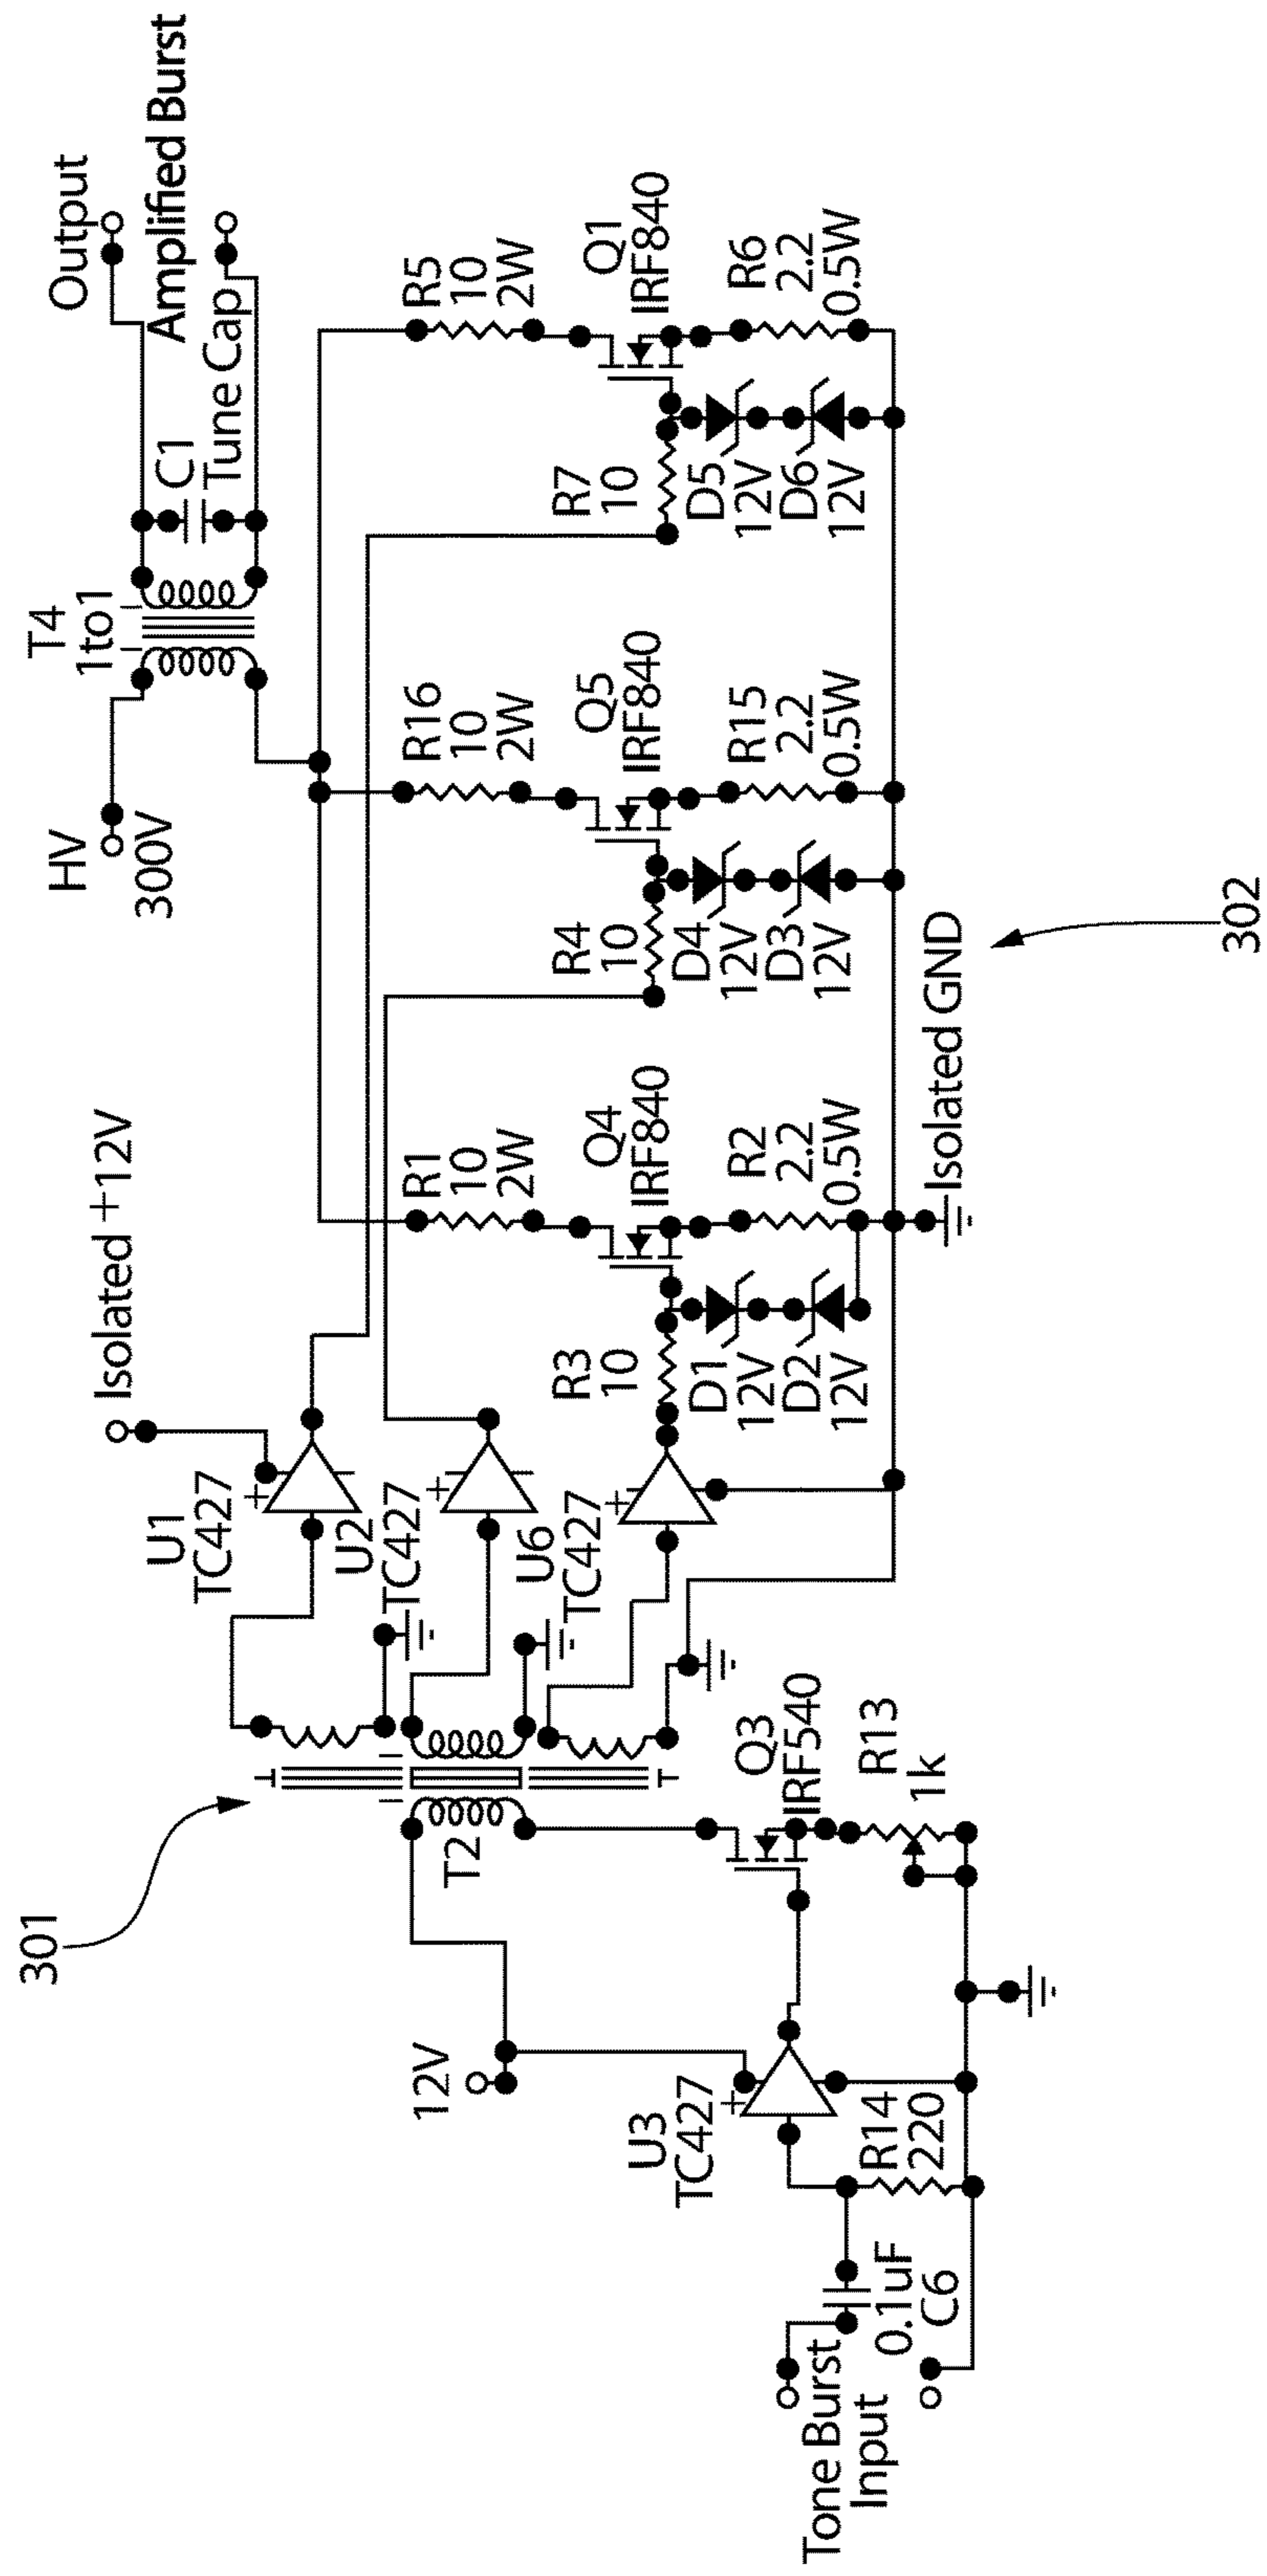 Output
Amplified Burst
C1
Tune Cap
T4
1to1
HV
300V
Isolated +12V
R5
10
2W
Q1
IRF840
R6
2.2
0.5W
R7
10
D5
12V
D6
12V
R16
10
2W
Q5
IRF840
R15
2.2
0.5W
R4
10
D4
12V
D3
12V
R1
10
2W
Q4
IRF840
R2
2.2
0.5W
R3
10
D1
12V
D2
12V
Isolated GND
302
U1
TC427
+
U2
TC427
+
U6
TC427
+
301
T2
12V
Q3
IRF540
R13
1k
U3
TC427
+
R14
220
0.1uF
C6
Tone Burst
Input